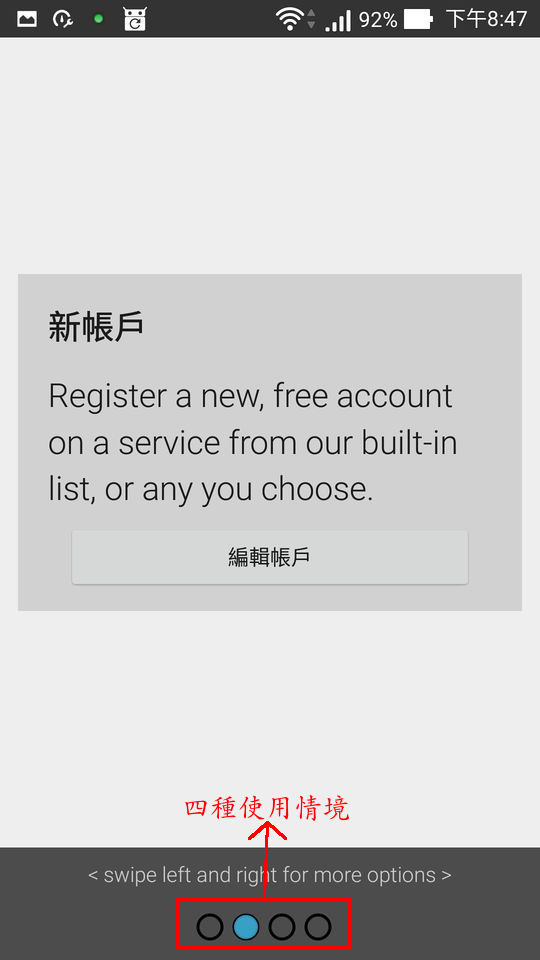 92% 下午8:47
新帳戶
Register a new, free account
on a service from our built-in
list, or any you choose.
編輯帳戶
四種使用情境
< swipe left and right for more options >